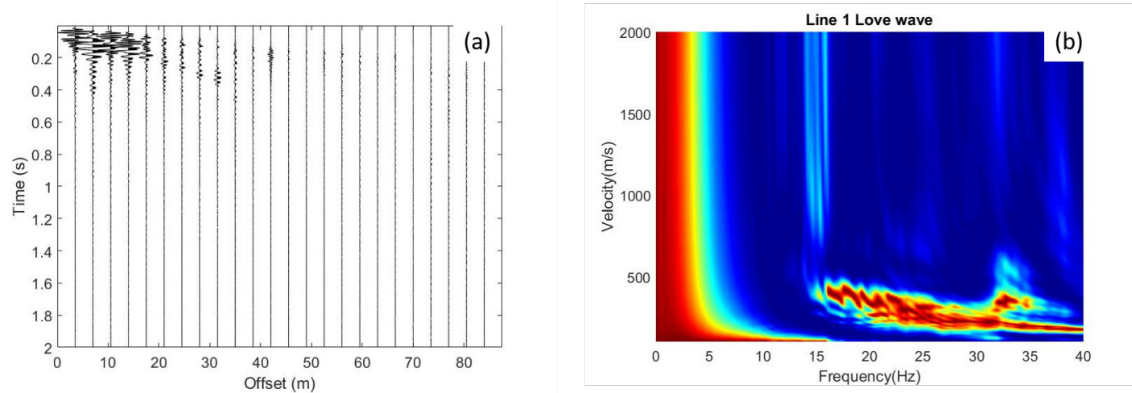 (a)
0.2
0.4
0.6
0.8
1
1.2
1.4
1.6
1.8
2
Time (s)
0 10 20 30 40 50 60 70 80
Offset (m)
Line 1 Love wave
(b)
2000
1500
1000
500
Velocity(m/s)
0 5 10 15 20 25 30 35 40
Frequency(Hz)